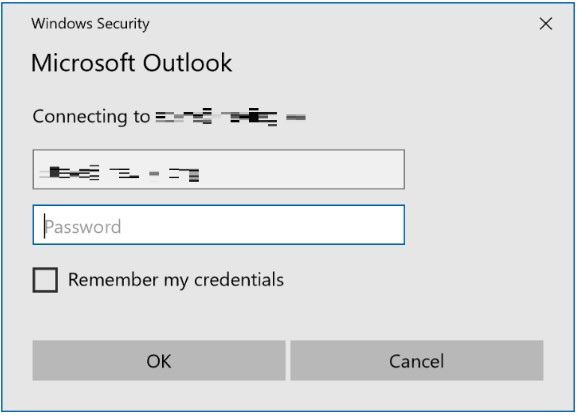 Windows Security
Microsoft Outlook
Connecting to
Password
Remember my credentials
OK
Cancel